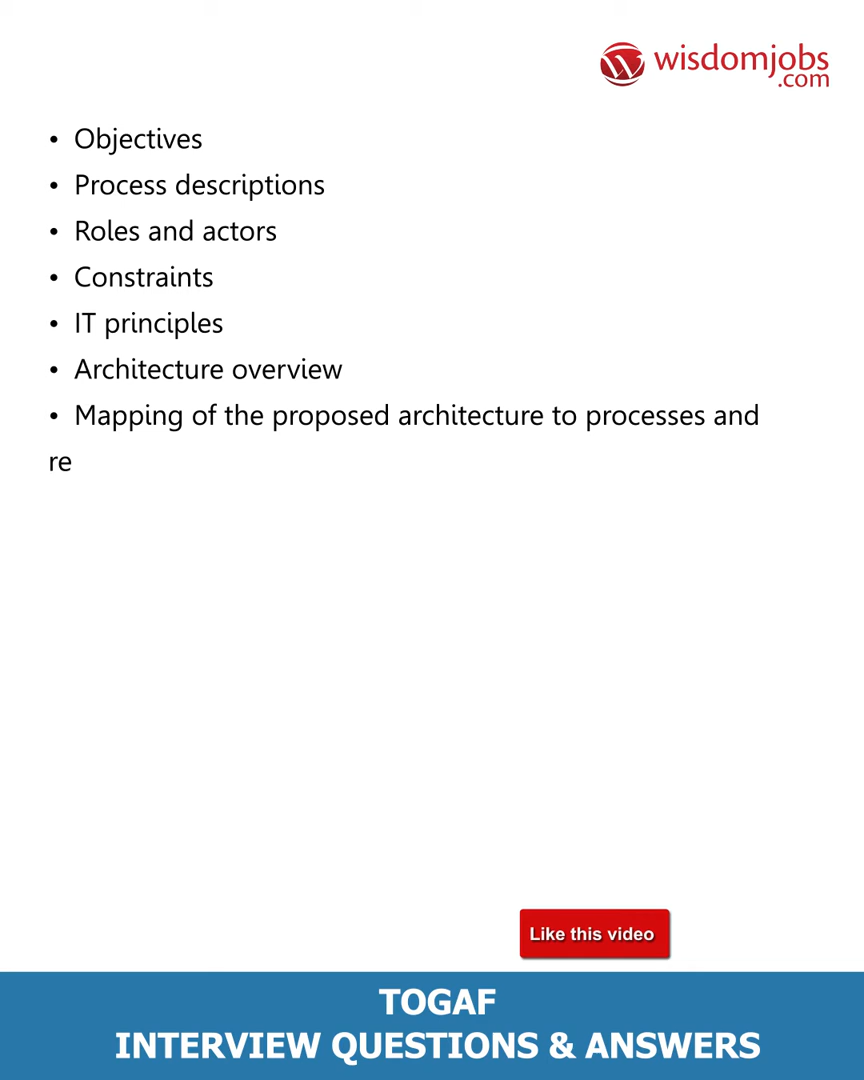 wisdomjobs
.com
• Objectives
• Process descriptions
• Roles and actors
• Constraints
• IT principles
• Architecture overview
• Mapping of the proposed architecture to processes and
re
Like this video
TOGAF
INTERVIEW QUESTIONS & ANSWERS